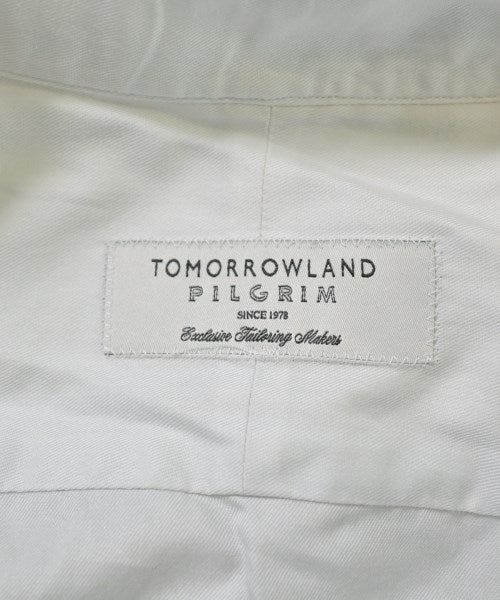 TOMORROWLAND
PILGRIM
SINCE 1978
Exclusive Tailoring Makers